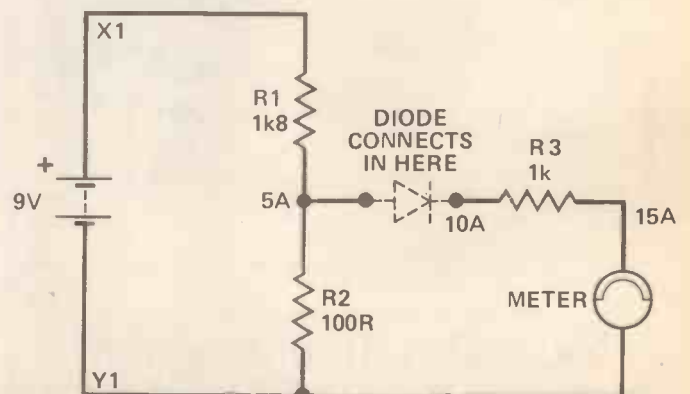 X1
R1
1k8
DIODE
CONNECTS
IN HERE
R3
1k
+
9V
5A
10A
15A
R2
100R
METER
Y1